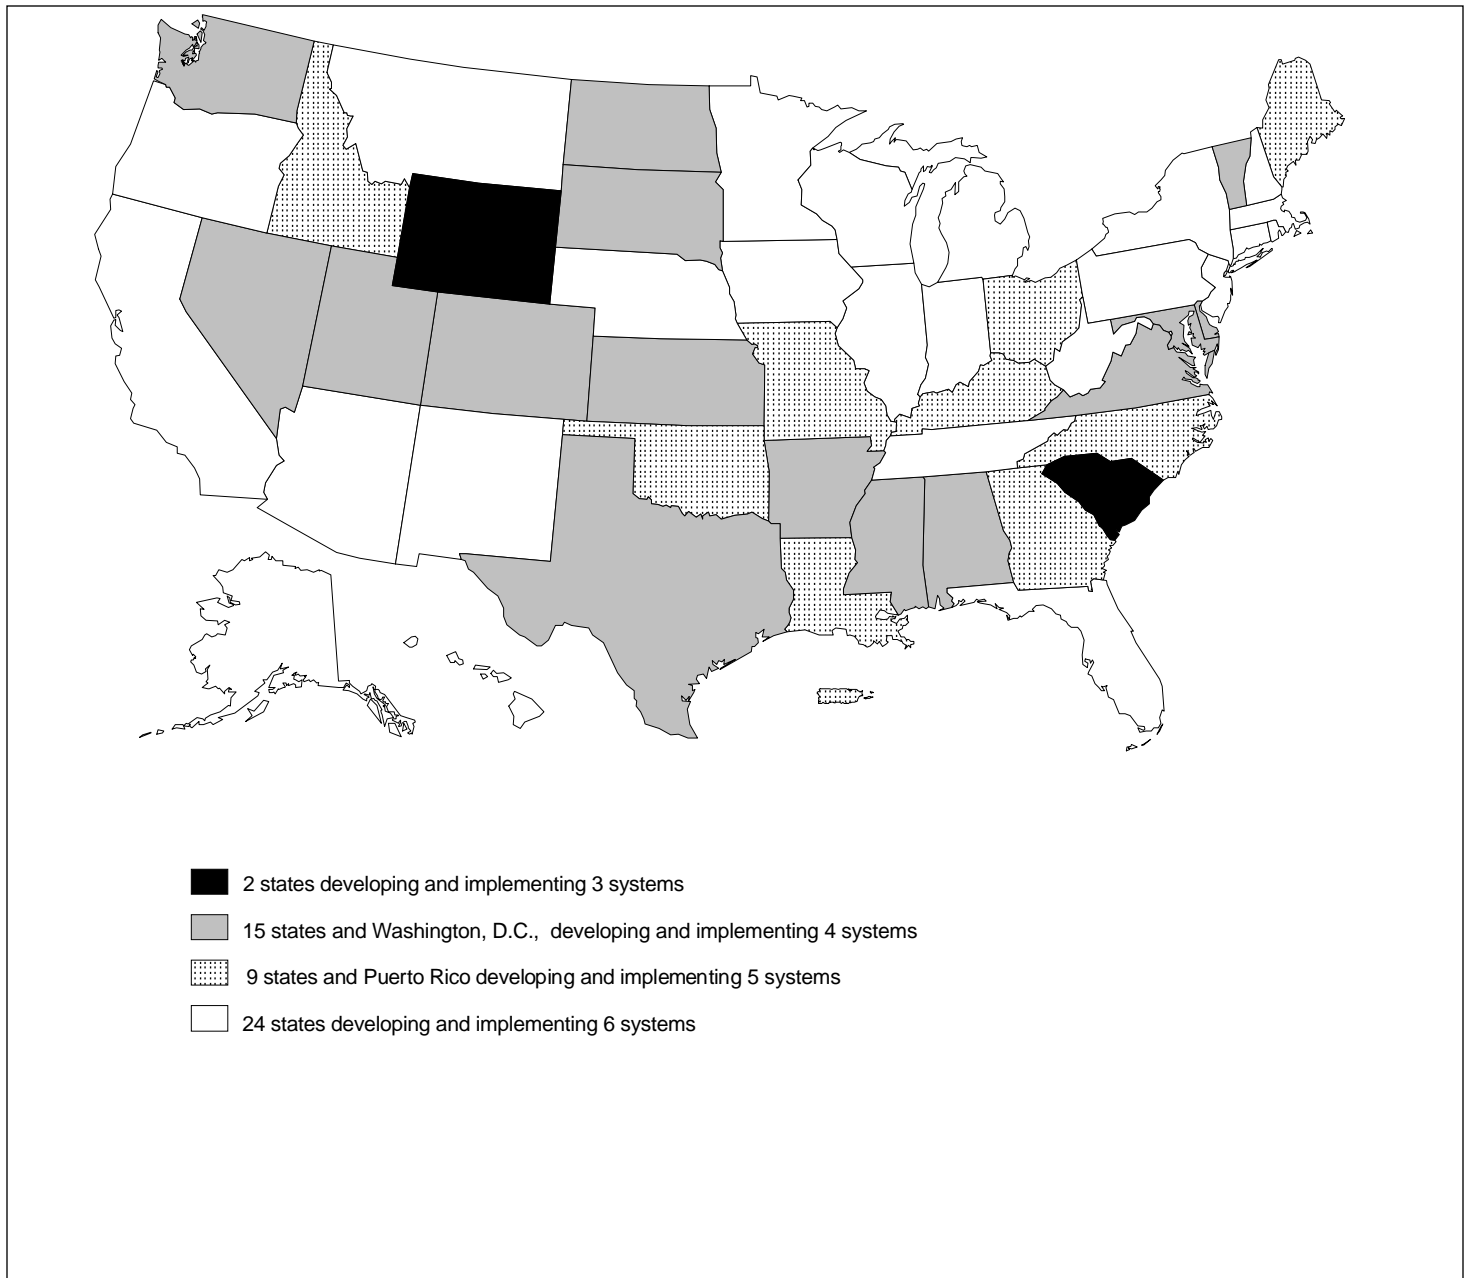 2 states developing and implementing 3 systems
15 states and Washington, D.C., developing and implementing 4 systems
9 states and Puerto Rico developing and implementing 5 systems
24 states developing and implementing 6 systems